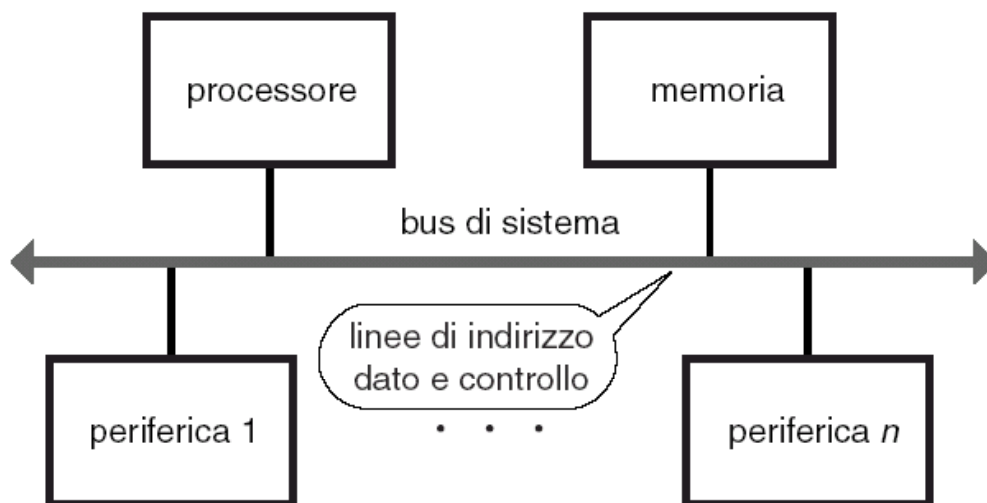 processore
memoria
bus di sistema
linee di indirizzo
dato e controllo
periferica 1
. . .
periferica n